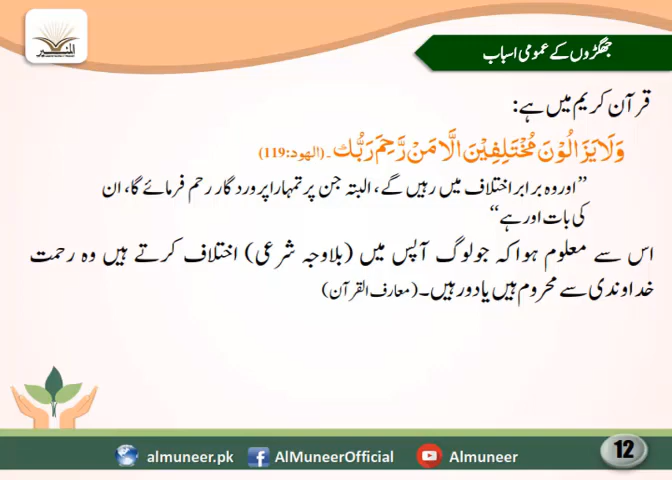 المنیر
جھگڑوں کے عمومی اسباب
قرآن کریم میں ہے:
وَلَا يَزَالُوْنَ مُخْتَلِفِيْنَ اِلَّا مَنْ رَّحِمَ رَبُّك۔(الھود:119)
”اور وہ برابر اختلاف میں رہیں گے، البتہ جن پر تمہارا پروردگار رحم فرمائے گا، ان
کی بات اور ہے“
اس سے معلوم ہوا کہ جو لوگ آپس میں (بلاوجہ شرعی) اختلاف کرتے ہیں وہ رحمت
خداوندی سے محروم ہیں یا دور ہیں۔(معارف القرآن)
almuneer.pk AlMuneerOfficial Almuneer 12